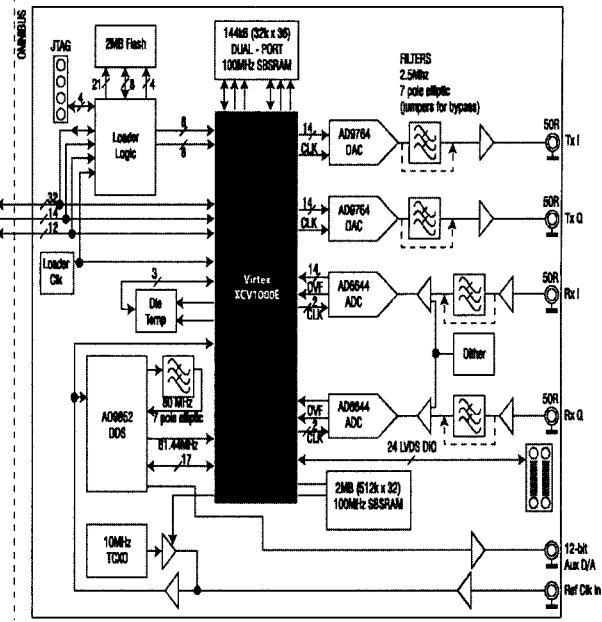 OMNIBUS
JTAG
2MB Flash
144kB (32k x 36)
DUAL - PORT
100MHz SBSRAM
FILTERS
2.5Mhz
7 pole elliptic
(jumpers for bypass)
21
8
4
4
Loader
Logic
8
8
14
CLK
AD9764
DAC
50R
Tx I
32
14
12
14
CLK
AD9764
DAC
50R
Tx Q
Loader
Clk
3
Die
Temp
Virtex
XCV1000E
14
OVF
2
CLK
AD6644
ADC
50R
Rx I
Dither
AD9852
DDS
80 MHz
7 pole elliptic
61.44MHz
17
OVF
2
CLK
AD6644
ADC
50R
Rx Q
24 LVDS DIO
2MB (512k x 32)
100MHz SBSRAM
10MHz
TCXO
12-bit
Aux D/A
Ref Clk In